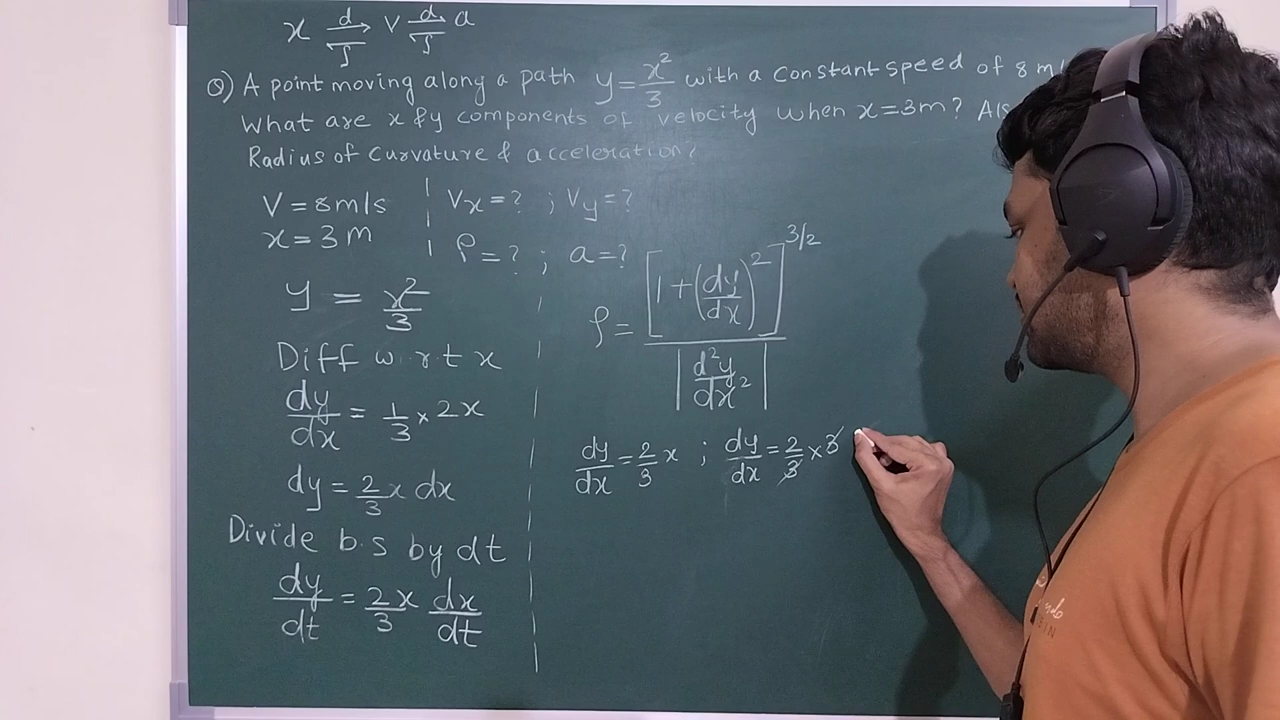 x d/∫ v d/∫ a
Q) A point moving along a path y = x²/3 with a constant speed of 8 m/
What are x & y components of velocity when x = 3m? Als
Radius of Curvature & acceleration?
V = 8m/s
x = 3 m
Vx = ? ; Vy = ?
ρ = ? ; a = ?
y = x²/3
Diff w.r.t x
dy/dx = 1/3 × 2x
dy = 2/3 x dx
Divide b.s by dt
dy/dt = 2/3 x dx/dt
ρ = [1 + (dy/dx)²]^3/2 / |d²y/dx²|
dy/dx = 2/3 x ; dy/dx = 2/3 × 3